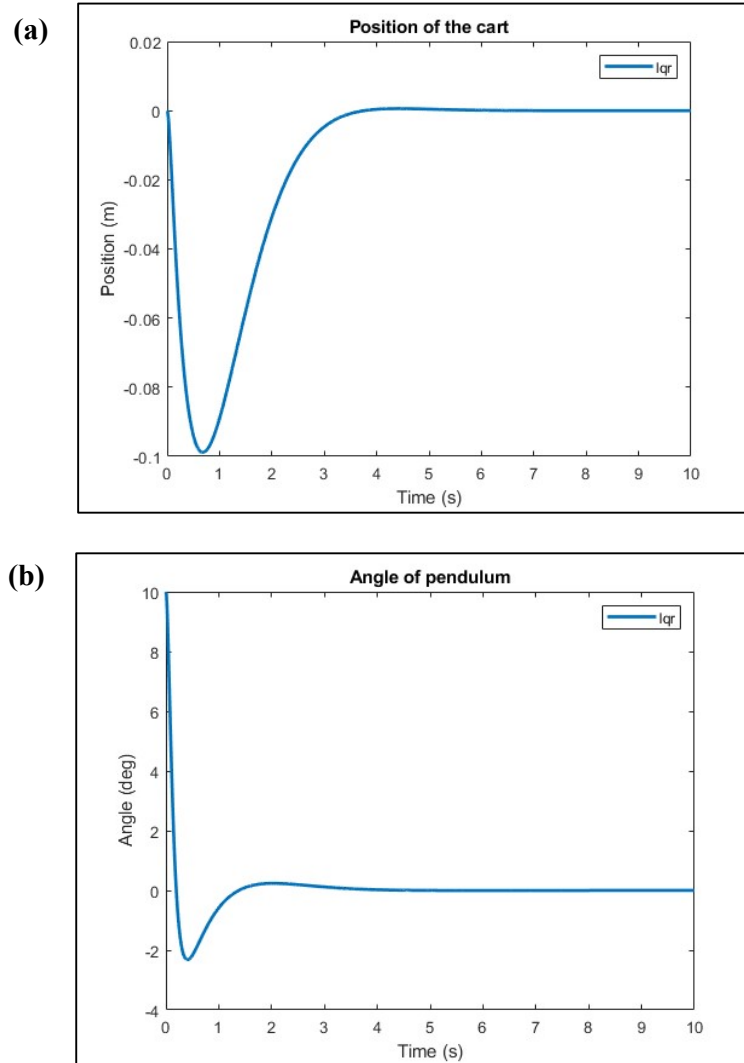 (a)
Position of the cart
lqr
0.02
0
-0.02
-0.04
-0.06
-0.08
-0.1
Position (m)
0 1 2 3 4 5 6 7 8 9 10
Time (s)
(b)
Angle of pendulum
lqr
10
8
6
4
2
0
-2
-4
Angle (deg)
0 1 2 3 4 5 6 7 8 9 10
Time (s)